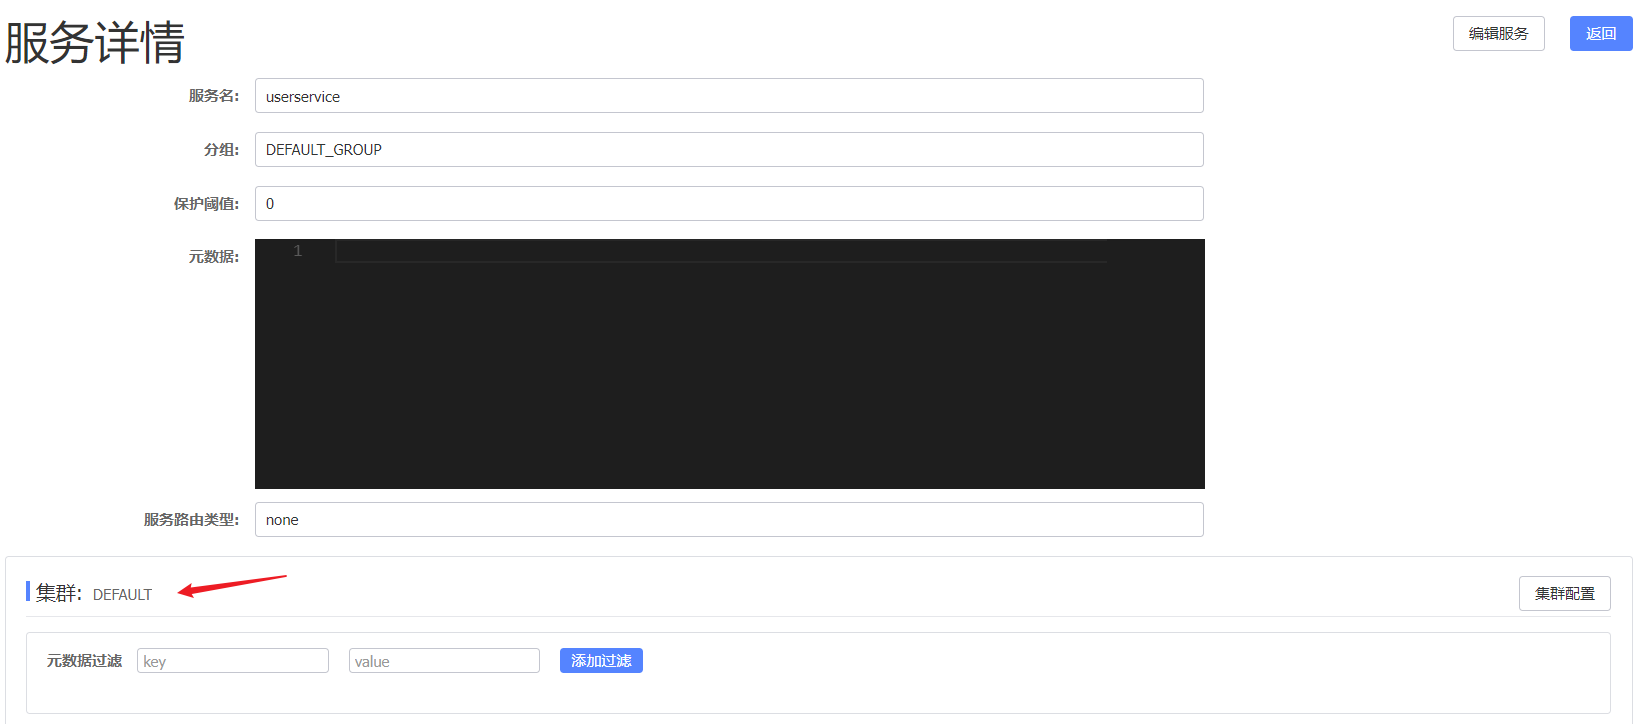 服务详情
编辑服务
返回
服务名: userservice
分组: DEFAULT_GROUP
保护阈值: 0
元数据: 1
服务路由类型: none
集群: DEFAULT
集群配置
元数据过滤 key value 添加过滤